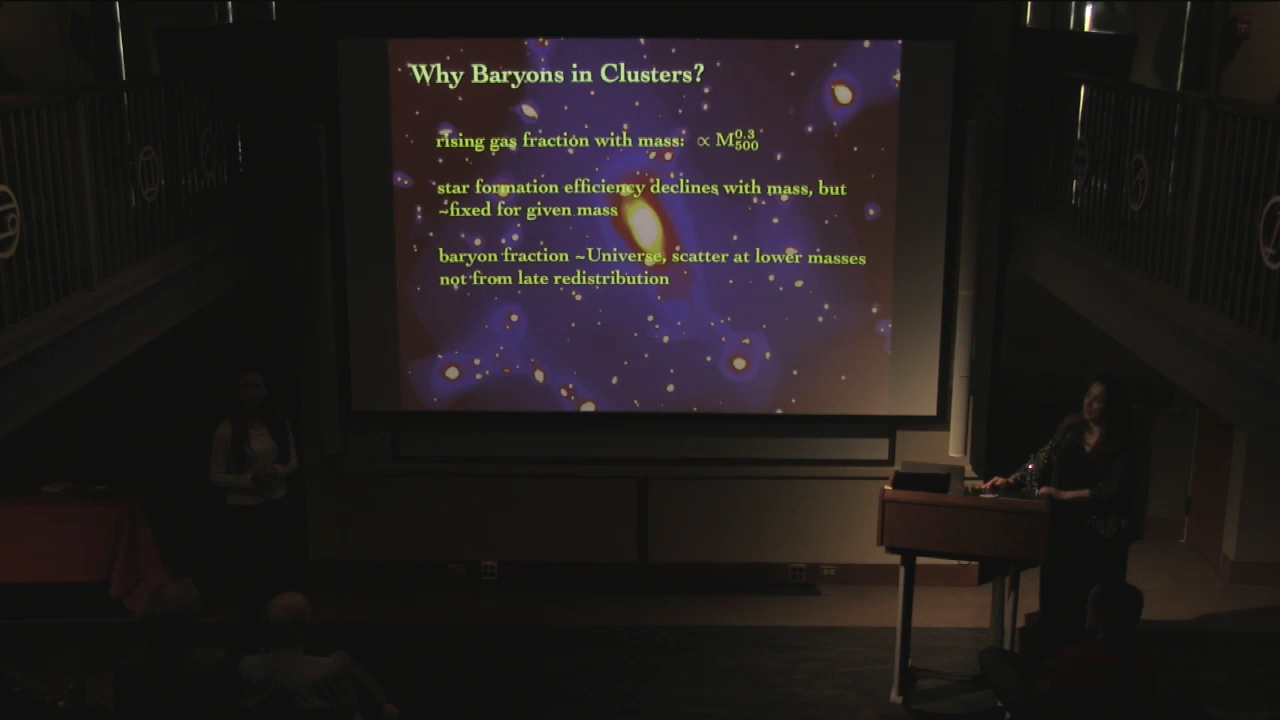 Why Baryons in Clusters?
rising gas fraction with mass: ∝ M₅₀₀^0.3
star formation efficiency declines with mass, but
~fixed for given mass
baryon fraction ~Universe, scatter at lower masses
not from late redistribution